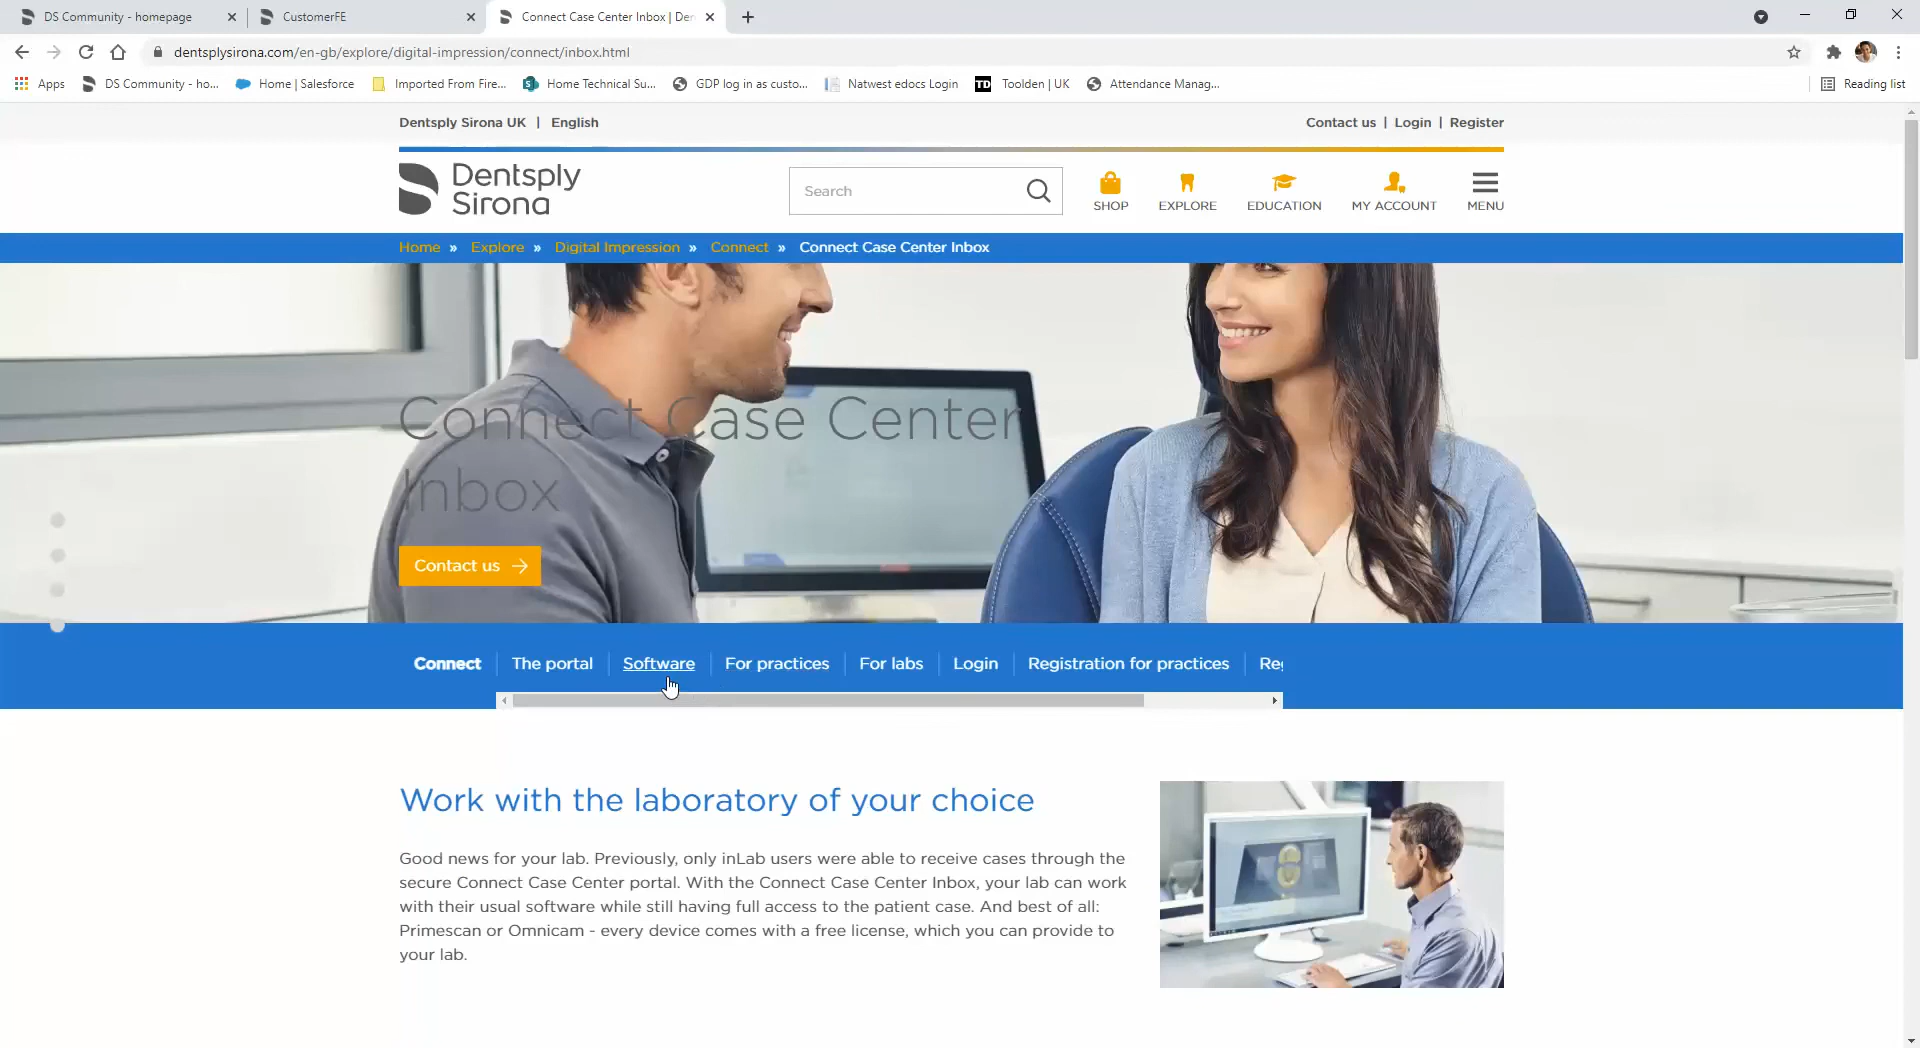 DS Community - homepage
CustomerFE
Connect Case Center Inbox | Den
dentsplysirona.com/en-gb/explore/digital-impression/connect/inbox.html
Apps
DS Community - ho...
Home | Salesforce
Imported From Fire...
Home Technical Su...
GDP log in as custo...
Natwest edocs Login
TD Toolden | UK
Attendance Manag...
Reading list
Dentsply Sirona UK | English
Contact us | Login | Register
Dentsply
Sirona
Search
SHOP
EXPLORE
EDUCATION
MY ACCOUNT
MENU
Home » Explore » Digital Impression » Connect » Connect Case Center Inbox
Connect Case Center
Inbox
Contact us
Connect
The portal
Software
For practices
For labs
Login
Registration for practices
Reg
Work with the laboratory of your choice
Good news for your lab. Previously, only inLab users were able to receive cases through the
secure Connect Case Center portal. With the Connect Case Center Inbox, your lab can work
with their usual software while still having full access to the patient case. And best of all:
Primescan or Omnicam - every device comes with a free license, which you can provide to
your lab.